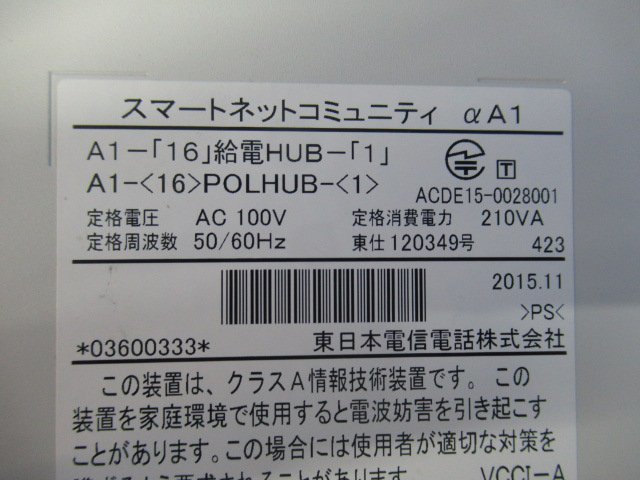 スマートネットコミュニティ αA1
A1-「16」給電HUB-「1」
A1-<16>POLHUB-<1>
T
ACDE15-0028001
定格電圧 AC 100V 定格消費電力 210VA
定格周波数 50/60Hz 東仕 120349号 423
2015.11
>PS<
*03600333* 東日本電信電話株式会社
この装置は、クラスA情報技術装置です。この
装置を家庭環境で使用すると電波妨害を引き起こす
ことがあります。この場合には使用者が適切な対策を
VCCI-A